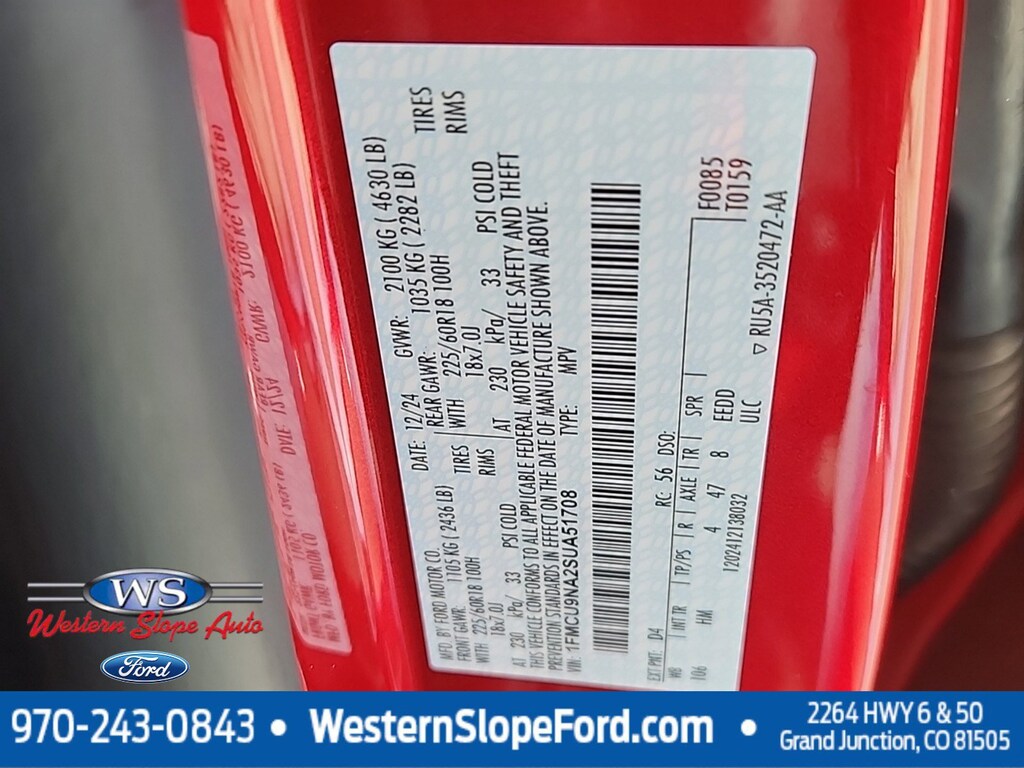 MFD BY FORD MOTOR CO.
DATE: 12/24 GVWR: 2100 KG ( 4630 LB)
FRONT GAWR: 1105 KG ( 2436 LB) REAR GAWR: 1035 KG ( 2282 LB)
WITH 225/60R18 100H TIRES WITH 225/60R18 100H TIRES
18x7.0J RIMS 18x7.0J RIMS
AT 230 kPa/ 33 PSI COLD AT 230 kPa/ 33 PSI COLD
THIS VEHICLE CONFORMS TO ALL APPLICABLE FEDERAL MOTOR VEHICLE SAFETY AND THEFT
PREVENTION STANDARDS IN EFFECT ON THE DATE OF MANUFACTURE SHOWN ABOVE.
VIN: 1FMCU9NA2SUA51708 TYPE: MPV
EXT PNT: D4 RC: 56 DSO: F0085
WB INT TR TP/PS R AXLE TR SPR T0159
106 HM 4 47 8 EEDD
1202412138032 ULC
▽RU5A-3520472-AA
WS
Western Slope Auto
Ford
970-243-0843 • WesternSlopeFord.com • 2264 HWY 6 & 50
Grand Junction, CO 81505